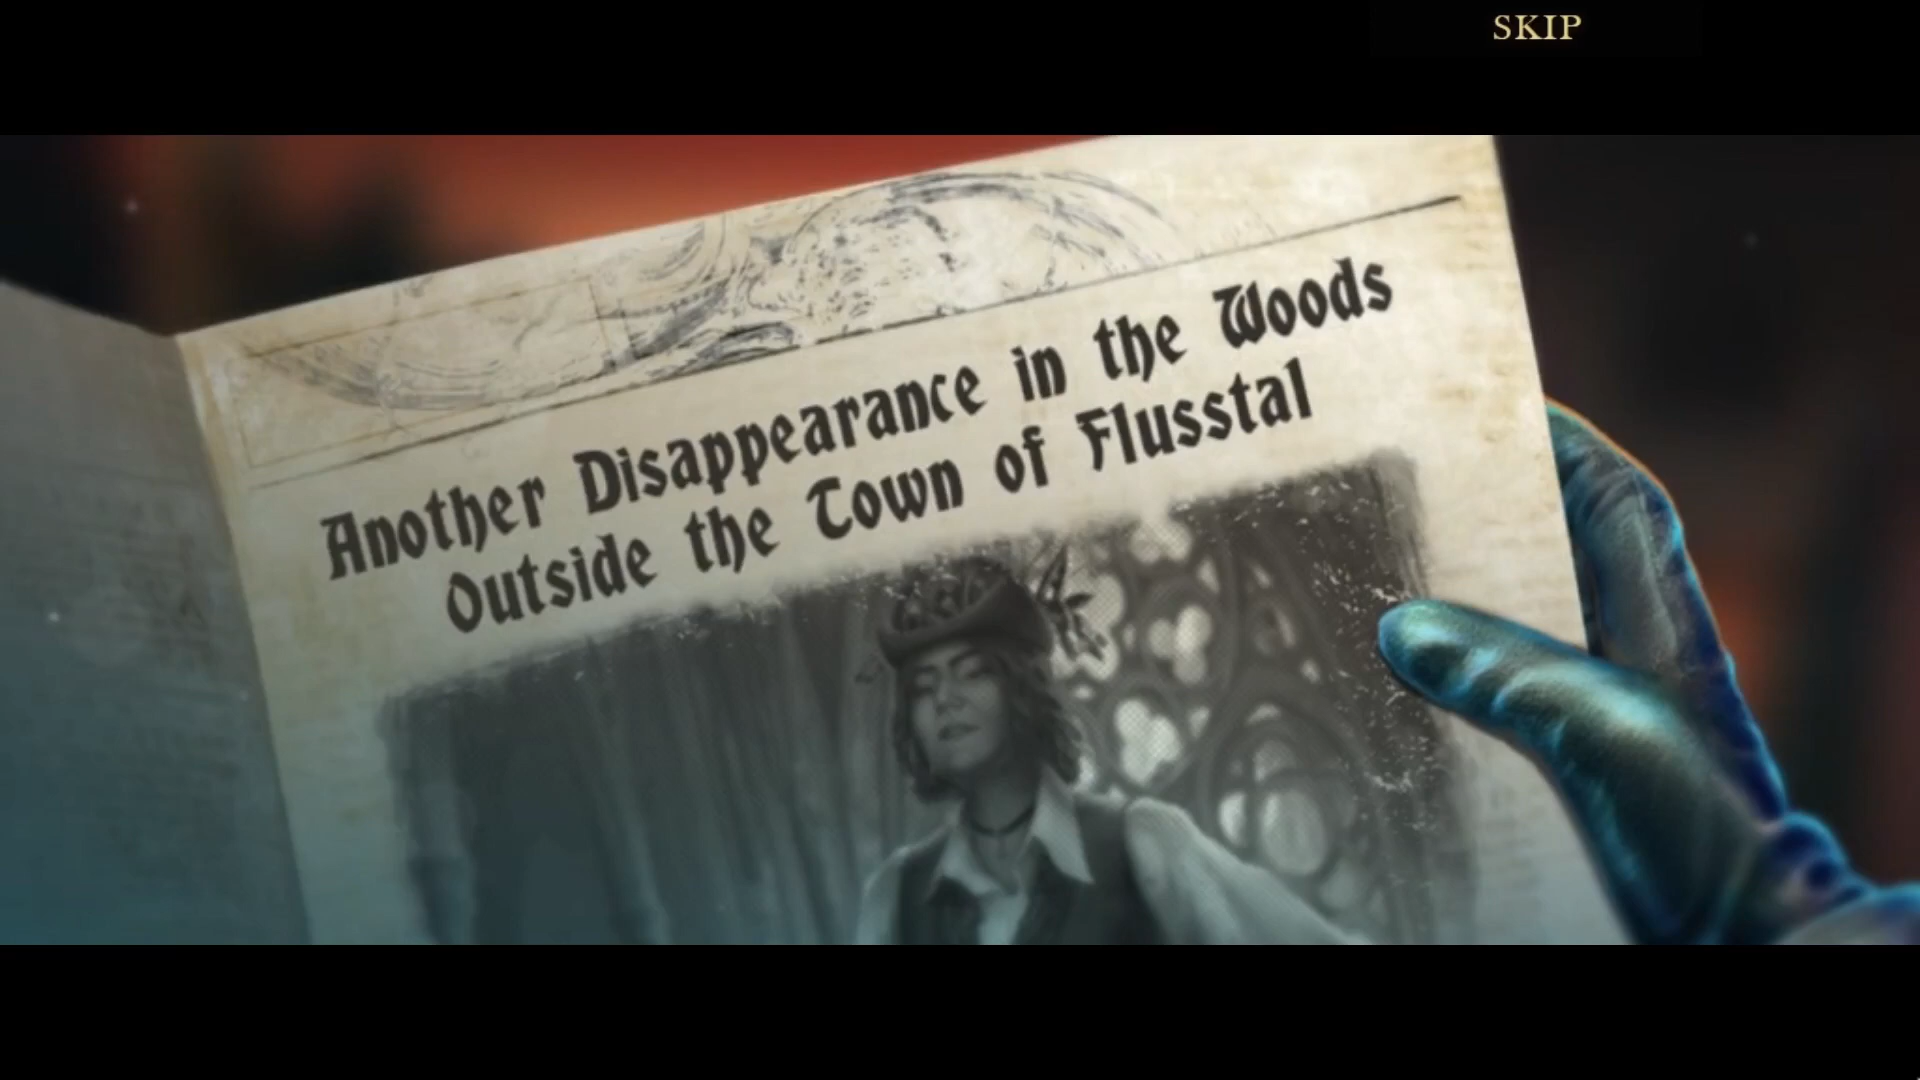 SKIP
Another Disappearance in the Woods
Outside the Town of Flusstal